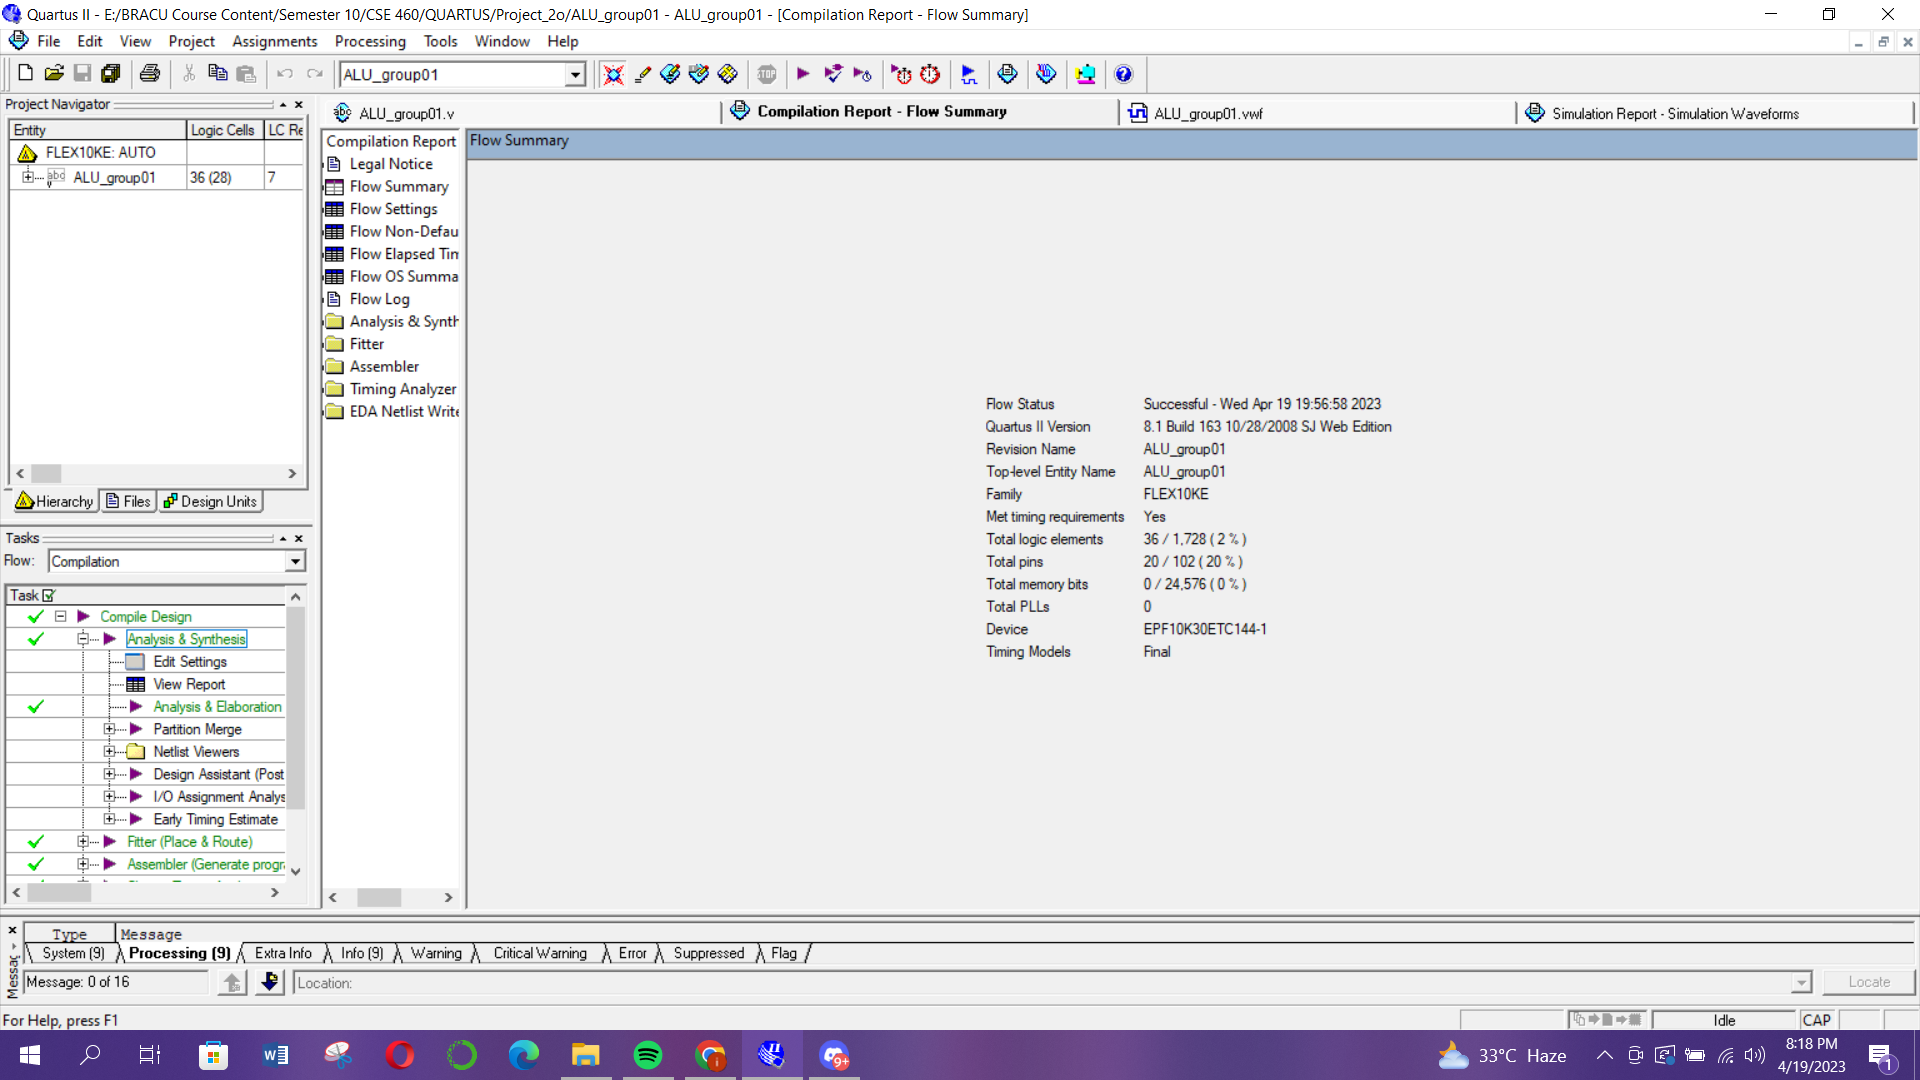 Quartus II - E:/BRACU Course Content/Semester 10/CSE 460/QUARTUS/Project_2o/ALU_group01 - ALU_group01 - [Compilation Report - Flow Summary]
File Edit View Project Assignments Processing Tools Window Help
ALU_group01
Project Navigator
Entity Logic Cells LC Re
FLEX10KE: AUTO
ALU_group01 36 (28) 7
Hierarchy Files Design Units
Tasks
Flow: Compilation
Task
Compile Design
Analysis & Synthesis
Edit Settings
View Report
Analysis & Elaboration
Partition Merge
Netlist Viewers
Design Assistant (Post
I/O Assignment Analys
Early Timing Estimate
Fitter (Place & Route)
Assembler (Generate progra
ALU_group01.v
Compilation Report - Flow Summary
ALU_group01.vwf
Simulation Report - Simulation Waveforms
Compilation Report
Legal Notice
Flow Summary
Flow Settings
Flow Non-Defau
Flow Elapsed Tim
Flow OS Summa
Flow Log
Analysis & Synth
Fitter
Assembler
Timing Analyzer
EDA Netlist Write
Flow Summary
Flow Status Successful - Wed Apr 19 19:56:58 2023
Quartus II Version 8.1 Build 163 10/28/2008 SJ Web Edition
Revision Name ALU_group01
Top-level Entity Name ALU_group01
Family FLEX10KE
Met timing requirements Yes
Total logic elements 36 / 1,728 ( 2 % )
Total pins 20 / 102 ( 20 % )
Total memory bits 0 / 24,576 ( 0 % )
Total PLLs 0
Device EPF10K30ETC144-1
Timing Models Final
Type Message
System (9) Processing (9) Extra Info Info (9) Warning Critical Warning Error Suppressed Flag
Messag
Message: 0 of 16 Location: Locate
For Help, press F1 Idle CAP
33°C Haze
9+
8:18 PM
4/19/2023
1